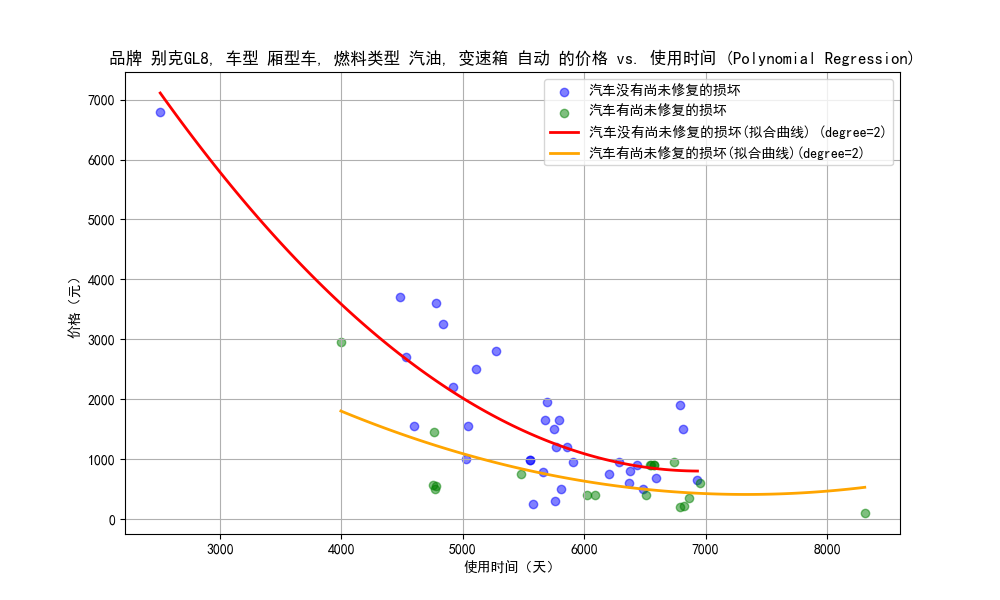 品牌 别克GL8, 车型 厢型车, 燃料类型 汽油, 变速箱 自动 的价格 vs. 使用时间 (Polynomial Regression)
汽车没有尚未修复的损坏
汽车有尚未修复的损坏
汽车没有尚未修复的损坏(拟合曲线) (degree=2)
汽车有尚未修复的损坏(拟合曲线)(degree=2)
价格（元）
7000
6000
5000
4000
3000
2000
1000
0
3000 4000 5000 6000 7000 8000
使用时间（天）